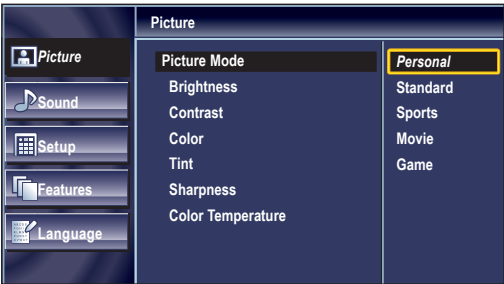 Picture
Picture
Sound
Setup
Features
Language
Picture Mode
Brightness
Contrast
Color
Tint
Sharpness
Color Temperature
Personal
Standard
Sports
Movie
Game